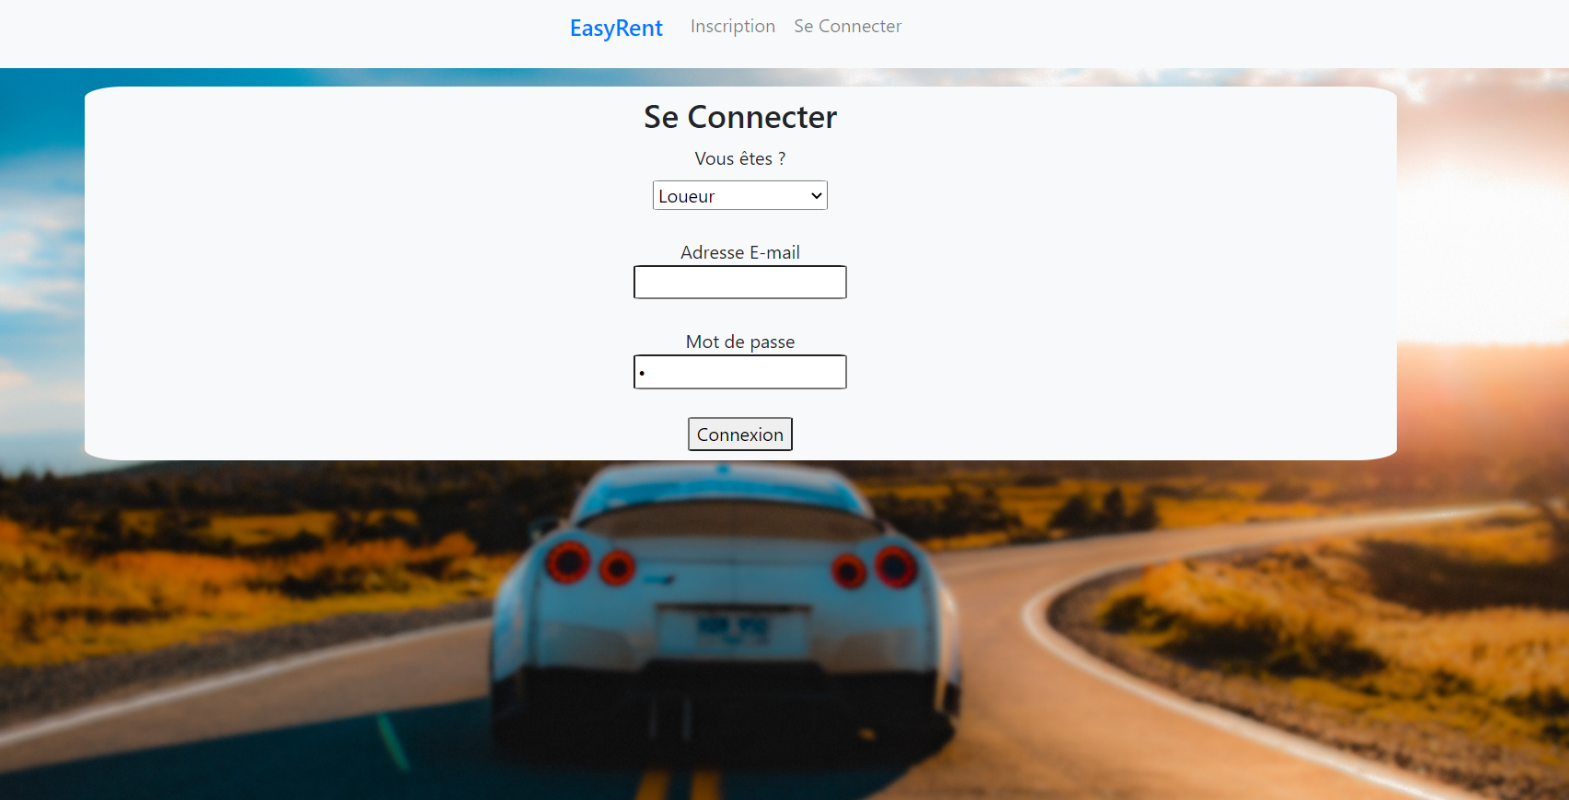 EasyRent Inscription Se Connecter
Se Connecter
Vous êtes ?
Loueur
Adresse E-mail
Mot de passe
•
Connexion